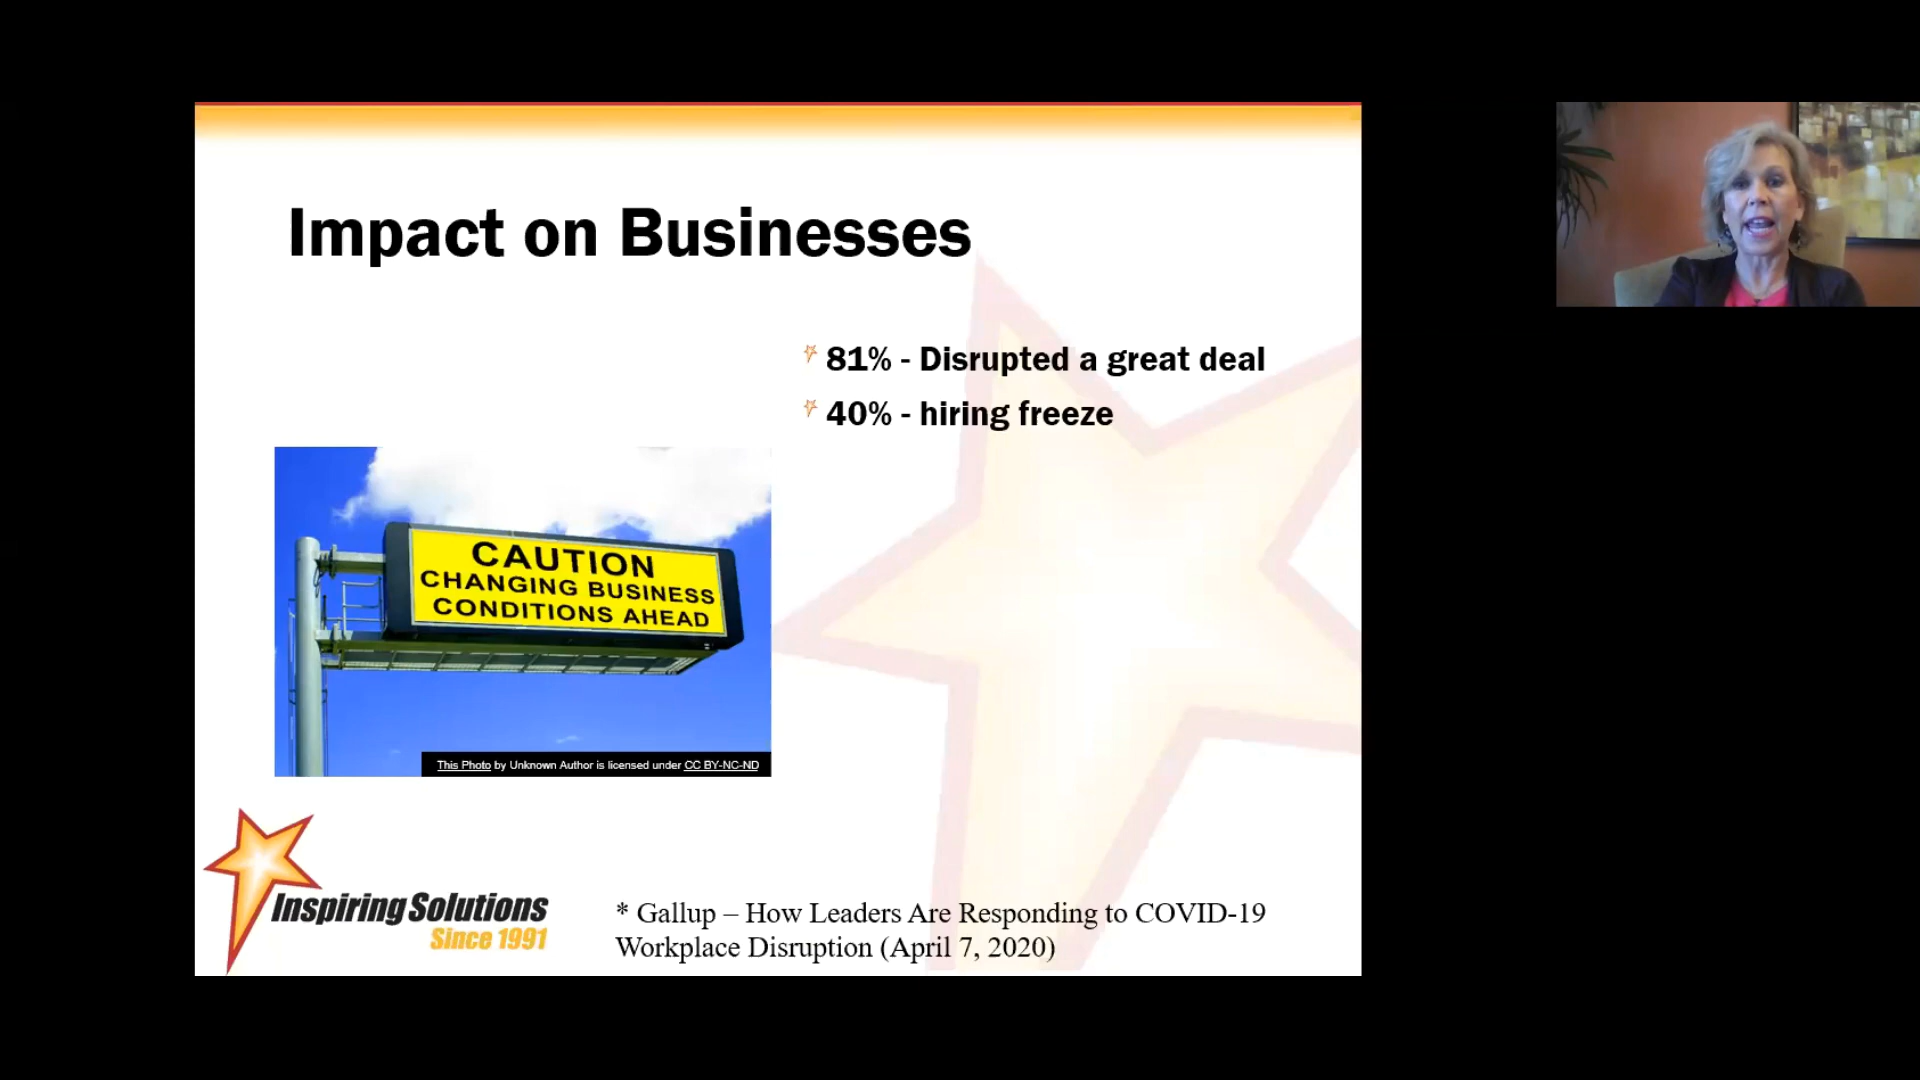 Impact on Businesses
81% - Disrupted a great deal
40% - hiring freeze
CAUTION
CHANGING BUSINESS
CONDITIONS AHEAD
This Photo by Unknown Author is licensed under CC BY-NC-ND
Inspiring Solutions
Since 1991
* Gallup – How Leaders Are Responding to COVID-19
Workplace Disruption (April 7, 2020)